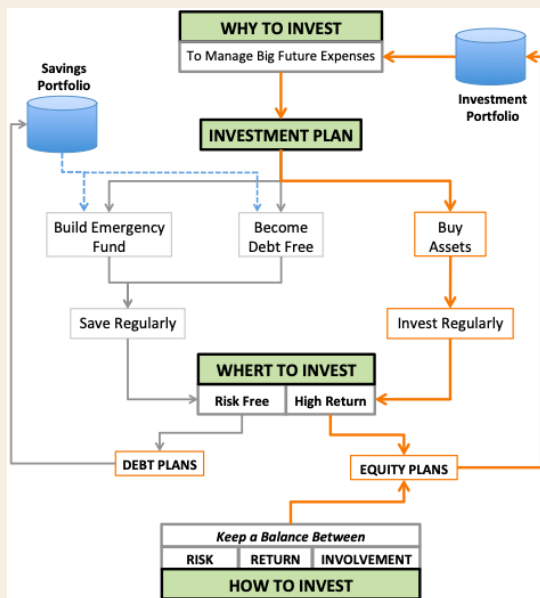 WHY TO INVEST
To Manage Big Future Expenses
Savings
Portfolio
Investment
Portfolio
INVESTMENT PLAN
Build Emergency
Fund
Become
Debt Free
Buy
Assets
Save Regularly
Invest Regularly
WHERT TO INVEST
Risk Free
High Return
DEBT PLANS
EQUITY PLANS
Keep a Balance Between
RISK
RETURN
INVOLVEMENT
HOW TO INVEST